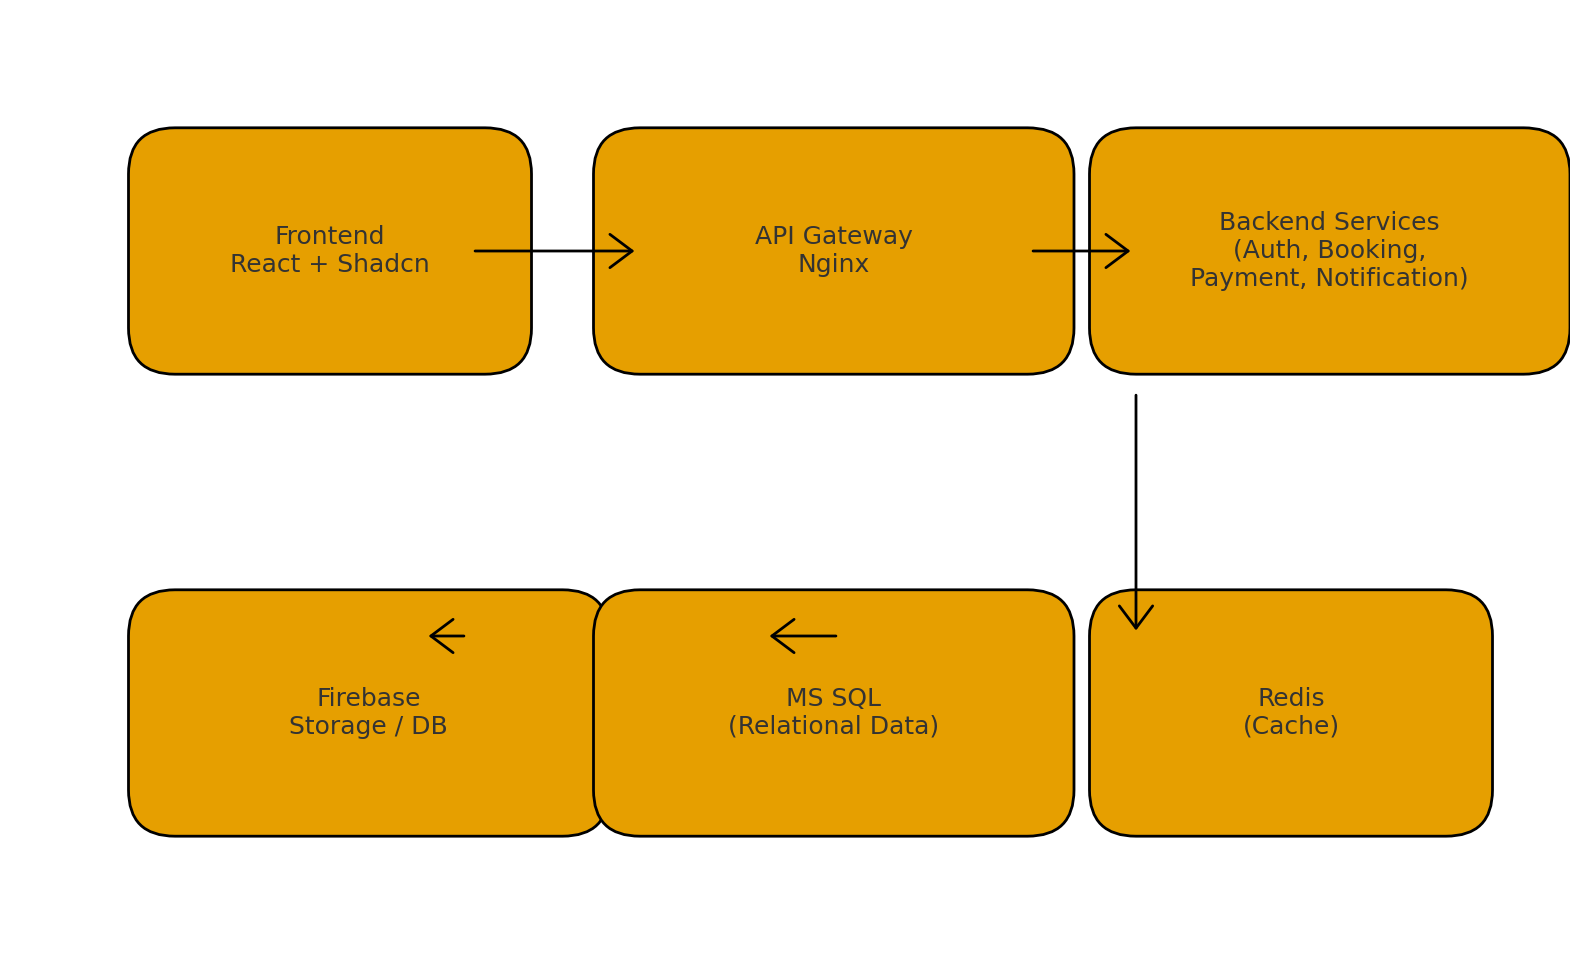 Frontend
React + Shadcn
API Gateway
Nginx
Backend Services
(Auth, Booking,
Payment, Notification)
Firebase
Storage / DB
MS SQL
(Relational Data)
Redis
(Cache)